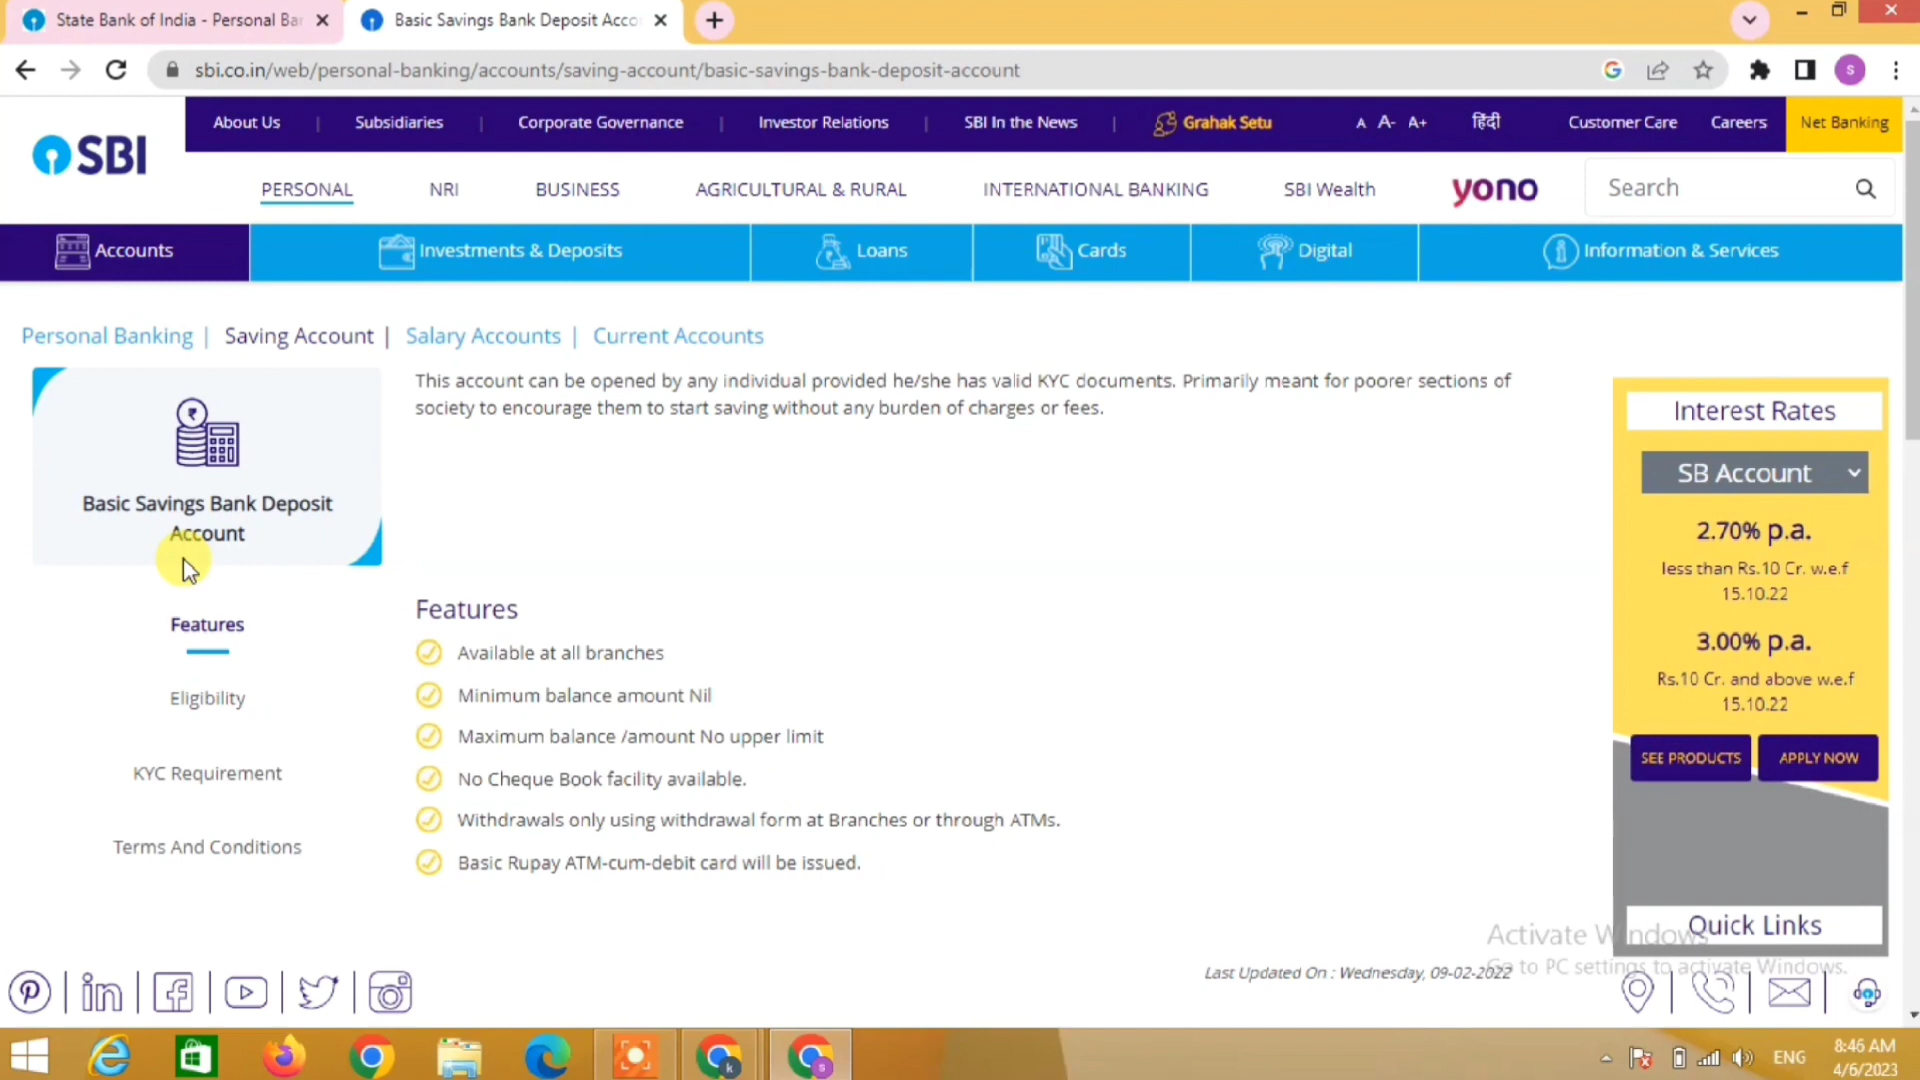 State Bank of India - Personal Ba
Basic Savings Bank Deposit Acco
sbi.co.in/web/personal-banking/accounts/saving-account/basic-savings-bank-deposit-account
S
SBI
About Us | Subsidiaries | Corporate Governance | Investor Relations | SBI In the News | Grahak Setu A A- A+ हिंदी Customer Care Careers Net Banking
PERSONAL NRI BUSINESS AGRICULTURAL & RURAL INTERNATIONAL BANKING SBI Wealth yono Search
Accounts Investments & Deposits Loans Cards Digital Information & Services
Personal Banking | Saving Account | Salary Accounts | Current Accounts
This account can be opened by any individual provided he/she has valid KYC documents. Primarily meant for poorer sections of
society to encourage them to start saving without any burden of charges or fees.
Basic Savings Bank Deposit
Account
Features
Eligibility
KYC Requirement
Terms And Conditions
Features
Available at all branches
Minimum balance amount Nil
Maximum balance /amount No upper limit
No Cheque Book facility available.
Withdrawals only using withdrawal form at Branches or through ATMs.
Basic Rupay ATM-cum-debit card will be issued.
Last Updated On : Wednesday, 09-02-2022
Interest Rates
SB Account
2.70% p.a.
less than Rs.10 Cr. w.e.f
15.10.22
3.00% p.a.
Rs.10 Cr. and above w.e.f
15.10.22
SEE PRODUCTS APPLY NOW
Quick Links
Activate Windows
Go to PC settings to activate Windows.
k
s
ENG
8:46 AM
4/6/2023